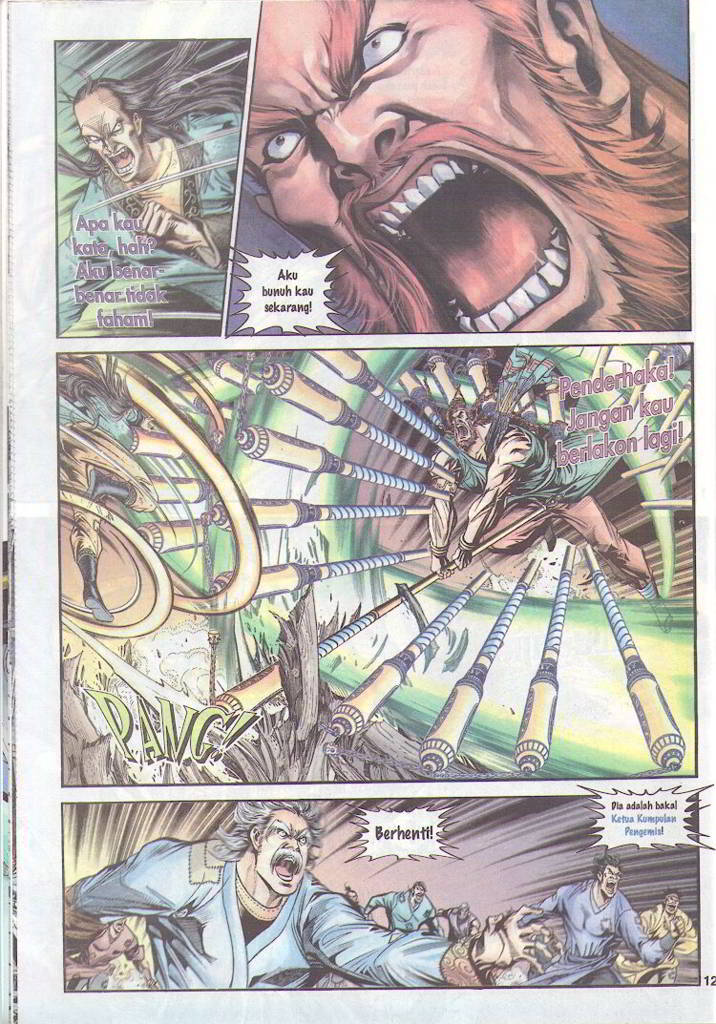 Apa kau
kata, hah?
Aku benar-
benar tidak
faham!
Aku
bunuh kau
sekarang!
Penderhaka!
Jangan kau
berlakon lagi!
PANG!
Berhenti!
Dia adalah bakal
Ketua Kumpulan
Pengemis!
12